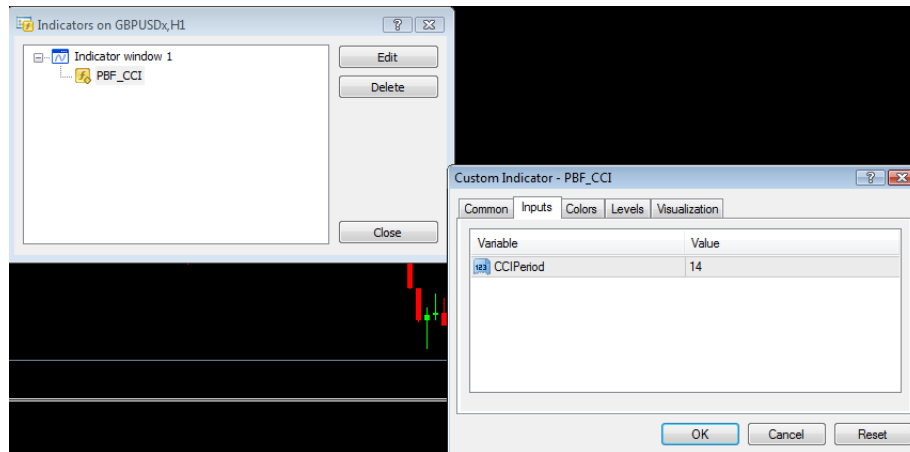 Indicators on GBPUSDx,H1
Indicator window 1
PBF_CCI
Edit
Delete
Close
Custom Indicator - PBF_CCI
Common Inputs Colors Levels Visualization
Variable Value
123 CCIPeriod 14
OK Cancel Reset